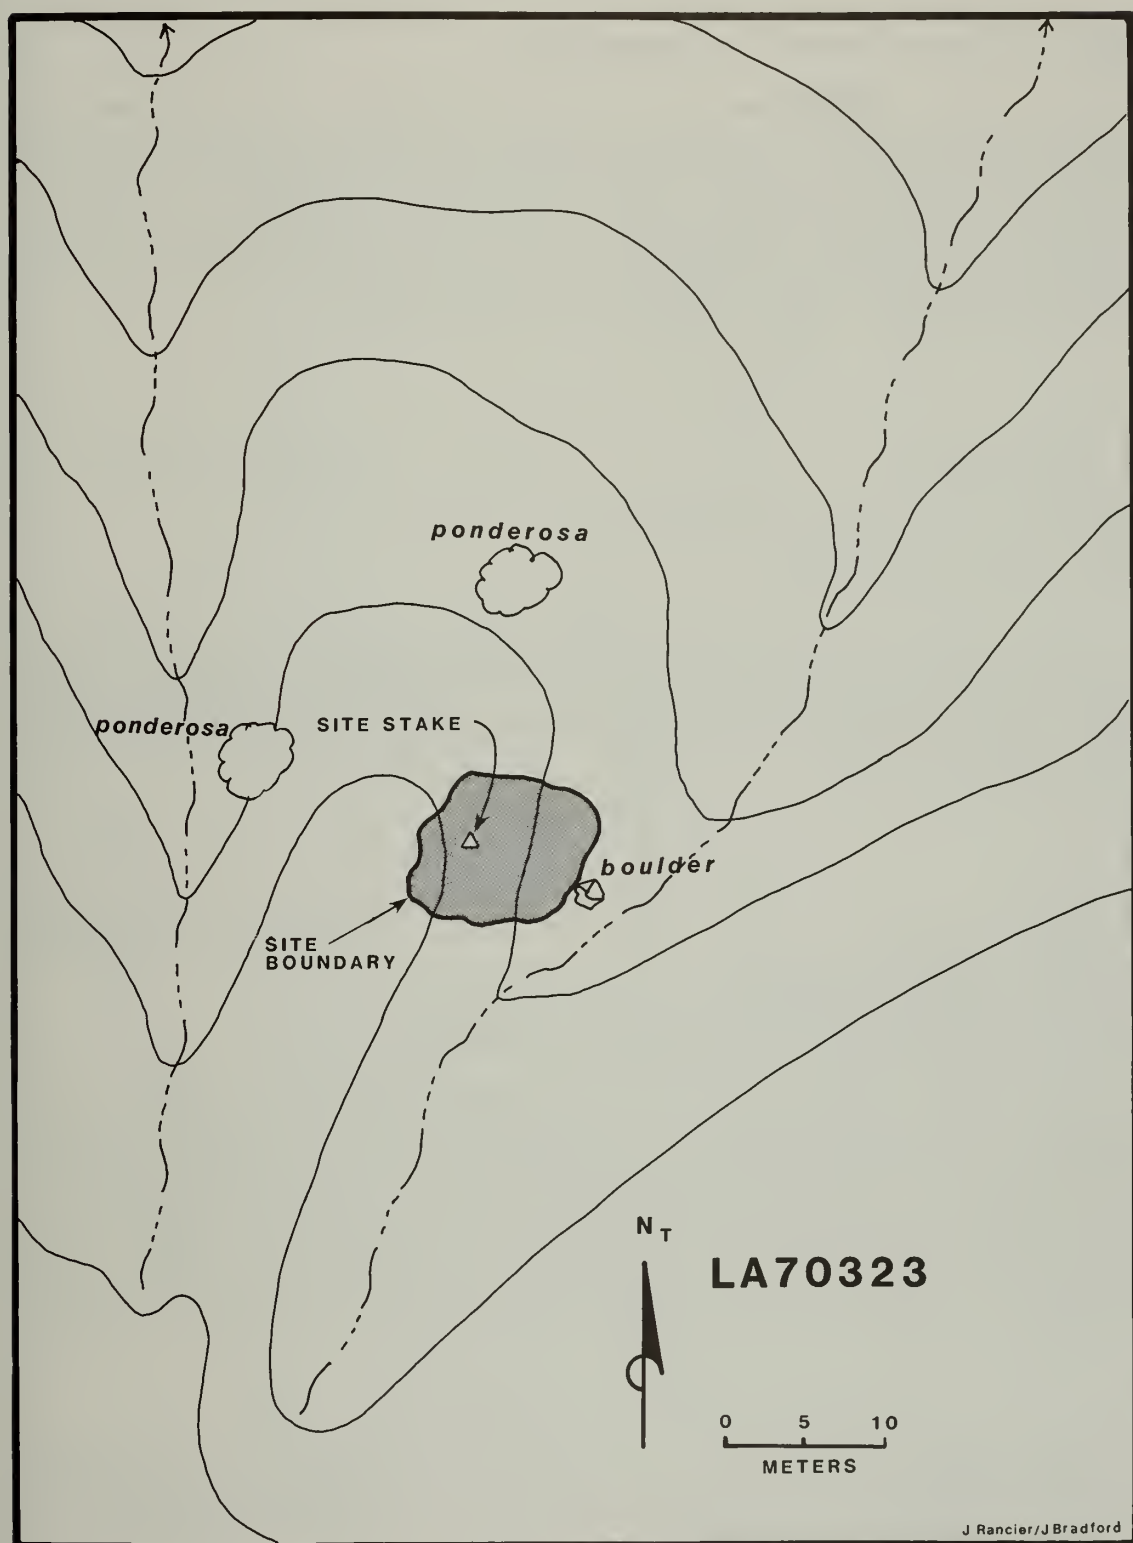 ponderosa
ponderosa
SITE STAKE
boulder
SITE
BOUNDARY
N T
LA70323
0 5 10
METERS
J Rancier/J Bradford